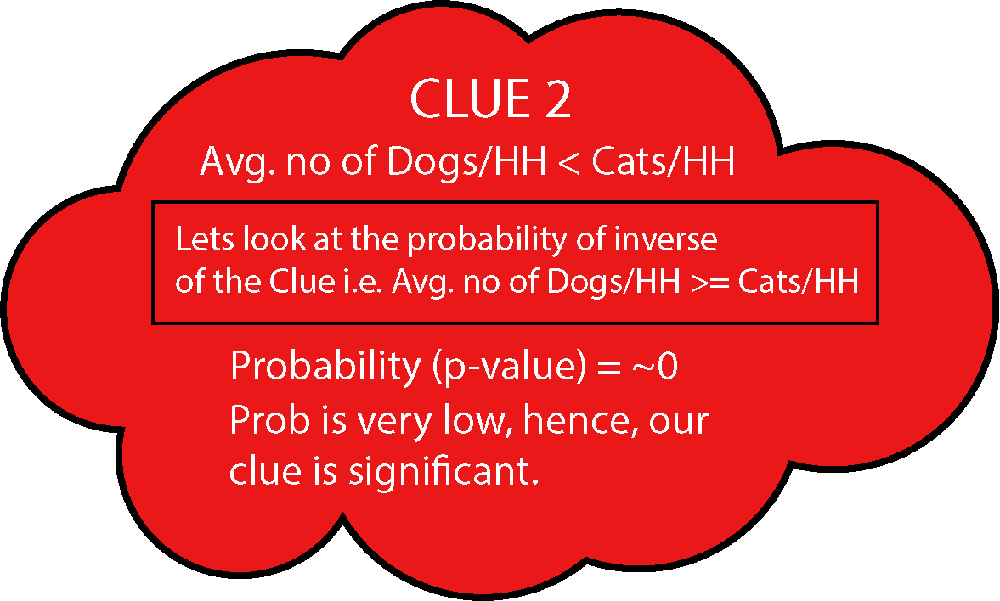 CLUE 2
Avg. no of Dogs/HH < Cats/HH
Lets look at the probability of inverse
of the Clue i.e. Avg. no of Dogs/HH >= Cats/HH
Probability (p-value) = ~0
Prob is very low, hence, our
clue is significant.